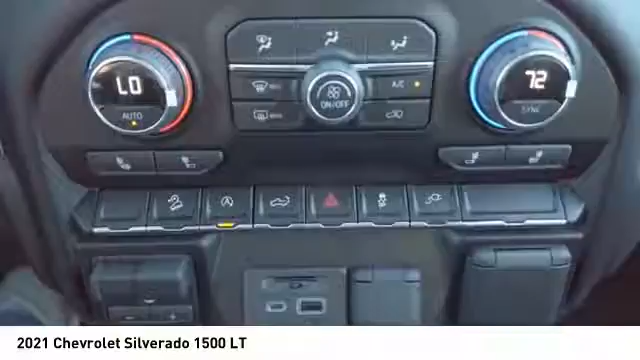 LO
AUTO
ON/OFF
A/C
72
SYNC
2021 Chevrolet Silverado 1500 LT